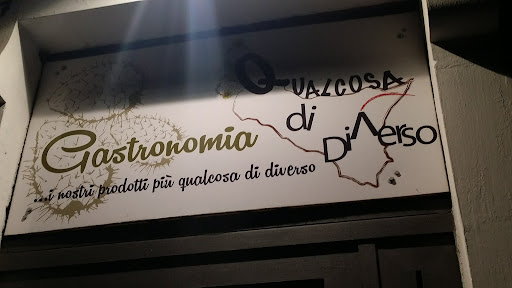 Qualcosa
di
Diverso
Gastronomia
....i nostri prodotti più qualcosa di diverso